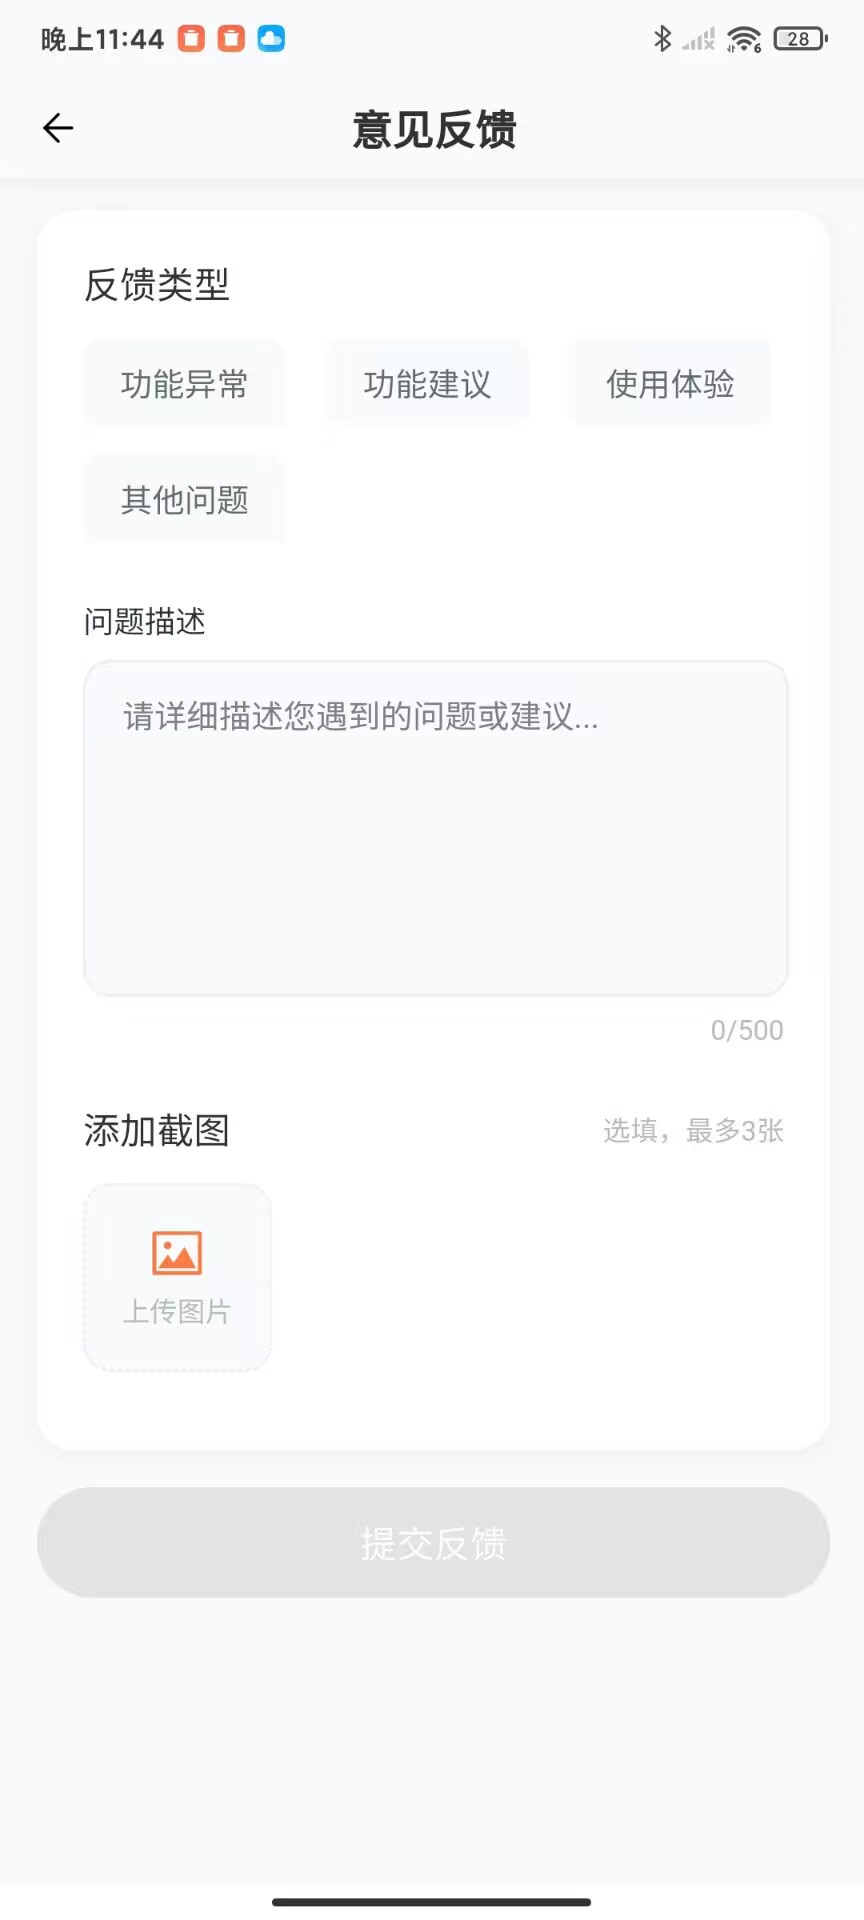 晚上11:44
6
28
意见反馈
反馈类型
功能异常 功能建议 使用体验
其他问题
问题描述
请详细描述您遇到的问题或建议...
0/500
添加截图 选填，最多3张
上传图片
提交反馈